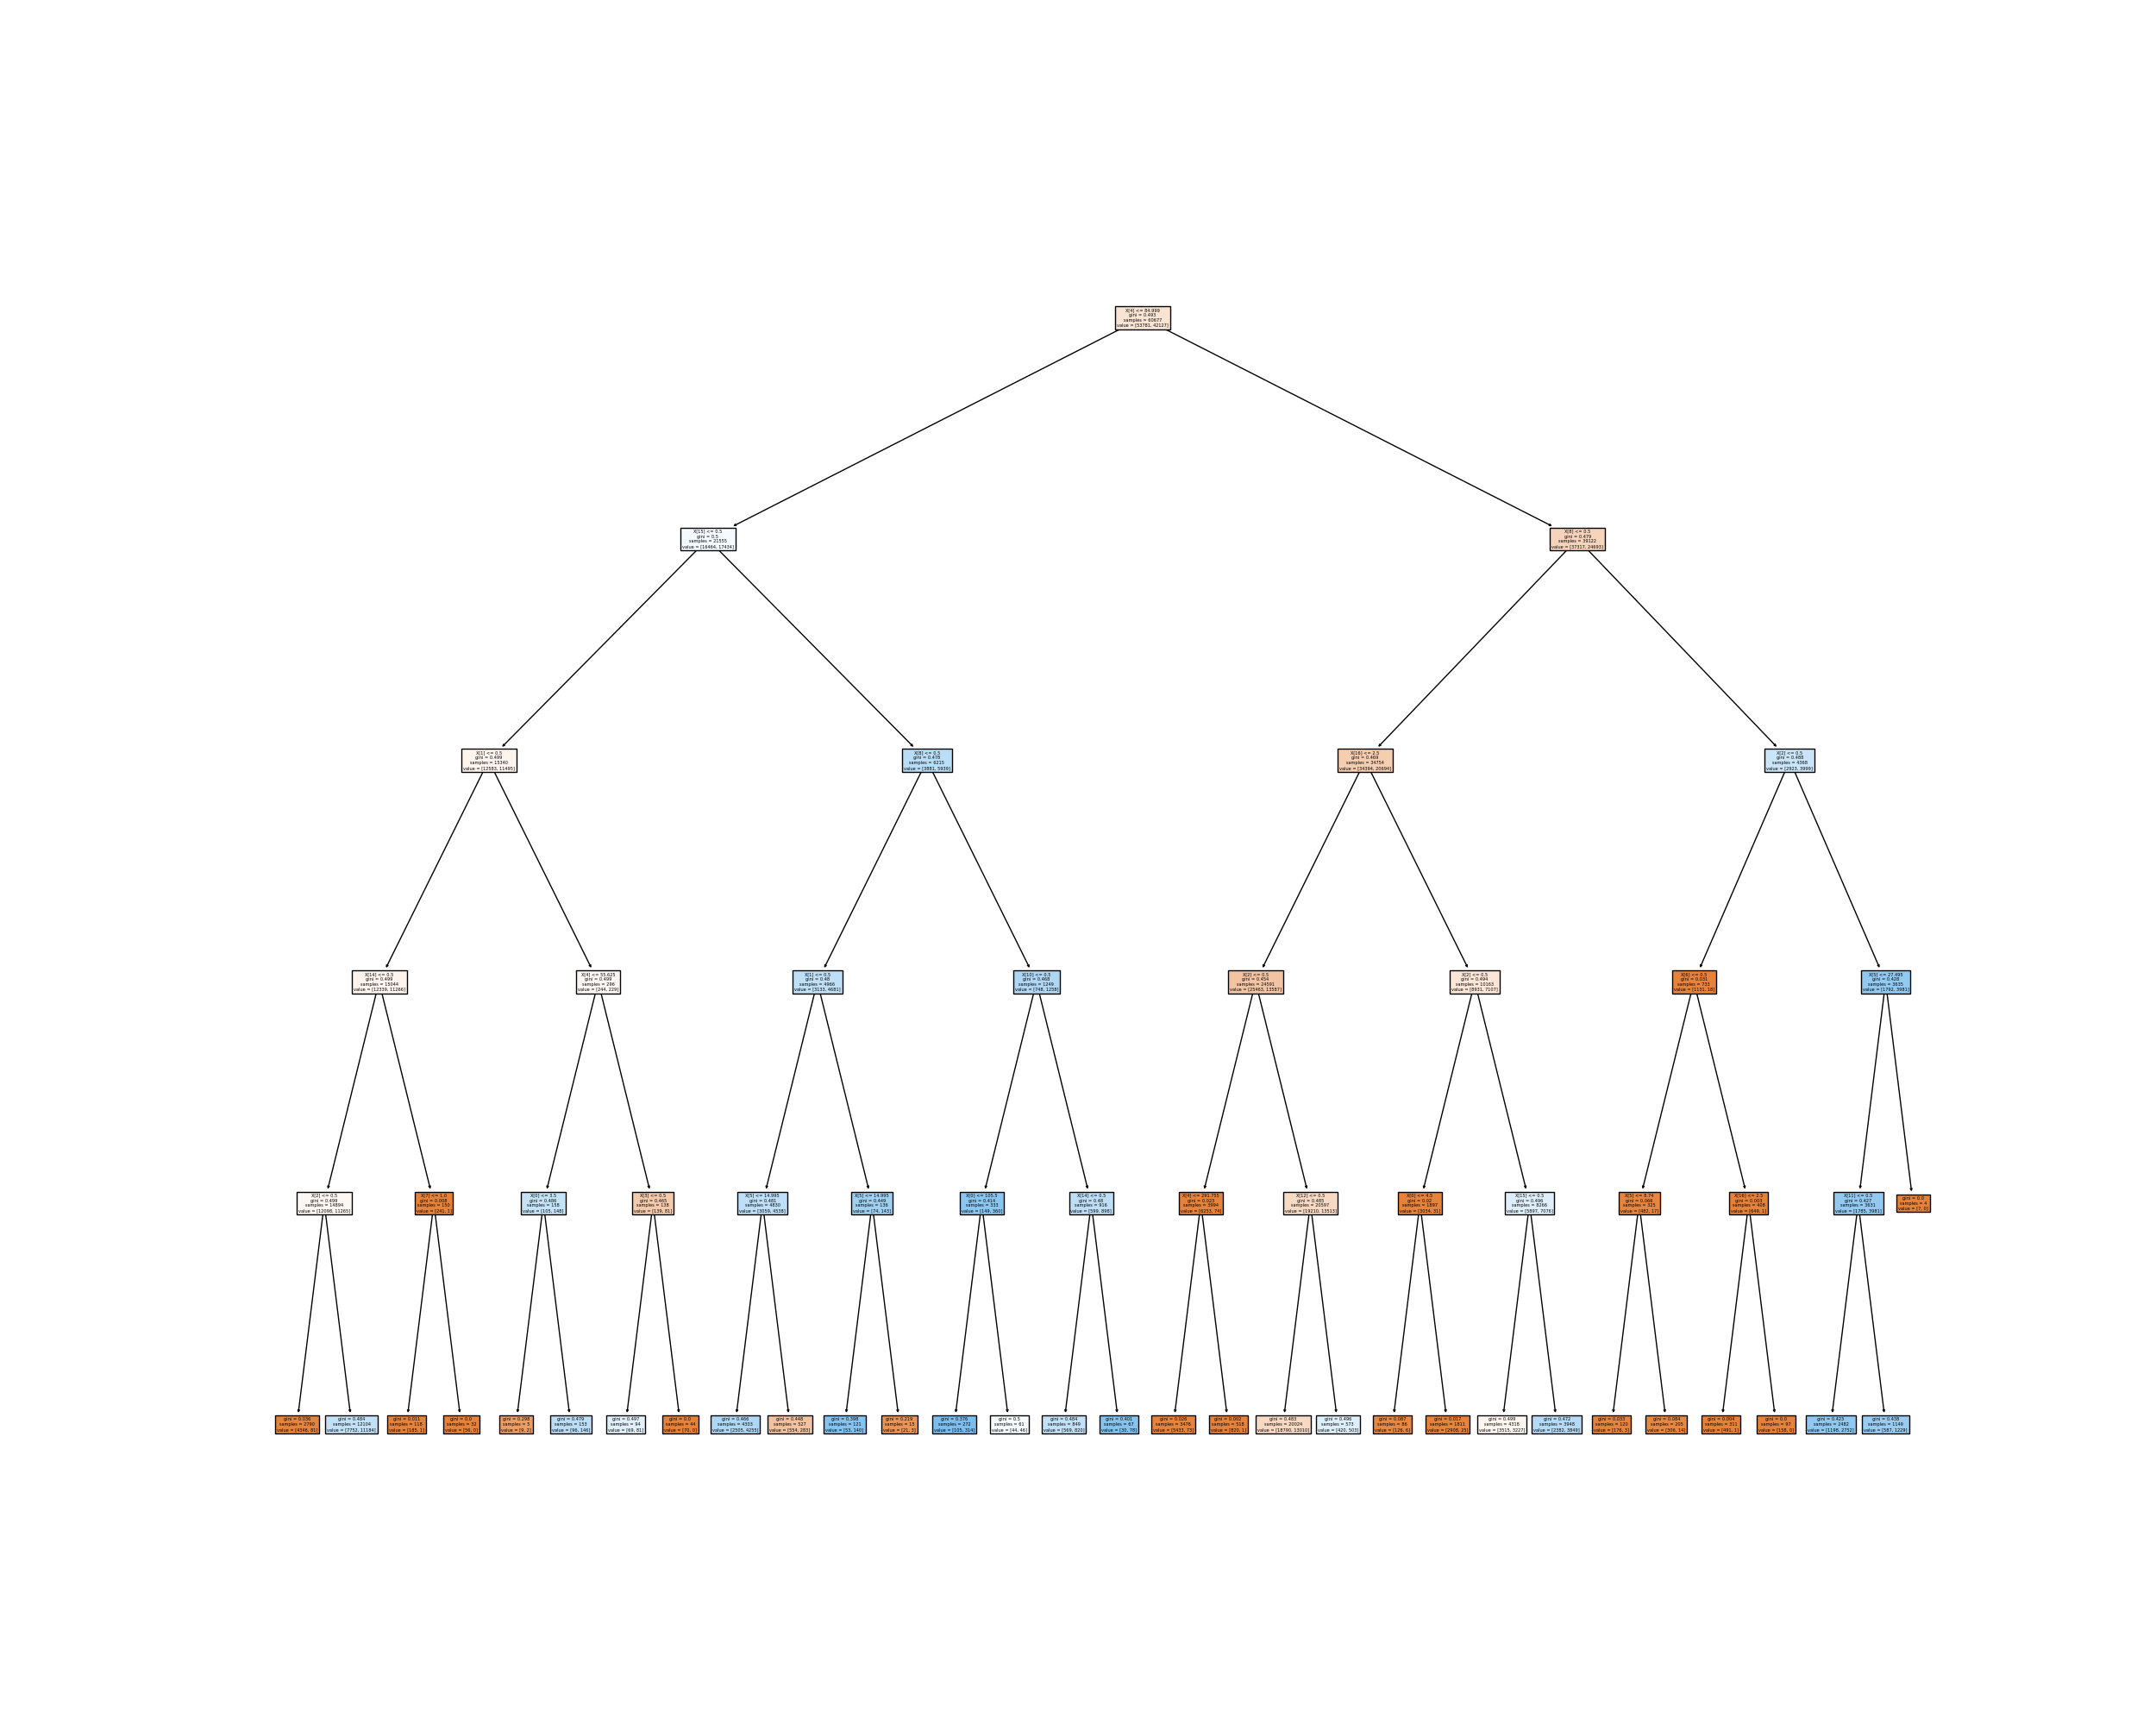 X[4] <= 84.999
gini = 0.493
samples = 60677
value = [53781, 42127]
X[15] <= 0.5
gini = 0.5
samples = 21555
value = [16464, 17434]
X[8] <= 0.5
gini = 0.479
samples = 39122
value = [37317, 24693]
X[1] <= 0.5
gini = 0.499
samples = 15340
value = [12583, 11495]
X[8] <= 0.5
gini = 0.478
samples = 6215
value = [3881, 5939]
X[16] <= 2.5
gini = 0.469
samples = 34754
value = [34394, 20694]
X[2] <= 0.5
gini = 0.488
samples = 4368
value = [2923, 3999]
X[14] <= 0.5
gini = 0.499
samples = 15044
value = [12339, 11266]
X[4] <= 55.625
gini = 0.499
samples = 296
value = [244, 229]
X[1] <= 0.5
gini = 0.48
samples = 4966
value = [3133, 4681]
X[10] <= 0.5
gini = 0.468
samples = 1249
value = [748, 1258]
X[2] <= 0.5
gini = 0.454
samples = 24591
value = [25463, 13587]
X[2] <= 0.5
gini = 0.494
samples = 10163
value = [8931, 7107]
X[6] <= 0.5
gini = 0.031
samples = 733
value = [1131, 18]
X[5] <= 27.495
gini = 0.428
samples = 3635
value = [1792, 3981]
X[2] <= 0.5
gini = 0.499
samples = 14894
value = [12098, 11265]
X[7] <= 1.0
gini = 0.008
samples = 150
value = [241, 1]
X[0] <= 3.5
gini = 0.486
samples = 158
value = [105, 148]
X[3] <= 0.5
gini = 0.465
samples = 138
value = [139, 81]
X[5] <= 14.995
gini = 0.481
samples = 4830
value = [3059, 4538]
X[5] <= 14.995
gini = 0.449
samples = 136
value = [74, 143]
X[0] <= 105.5
gini = 0.414
samples = 333
value = [149, 360]
X[14] <= 0.5
gini = 0.48
samples = 916
value = [599, 898]
X[4] <= 281.755
gini = 0.023
samples = 3994
value = [6253, 74]
X[12] <= 0.5
gini = 0.485
samples = 20597
value = [19210, 13513]
X[0] <= 4.5
gini = 0.02
samples = 1897
value = [3034, 31]
X[15] <= 0.5
gini = 0.496
samples = 8266
value = [5897, 7076]
X[5] <= 8.74
gini = 0.066
samples = 325
value = [482, 17]
X[16] <= 2.5
gini = 0.003
samples = 408
value = [649, 1]
X[11] <= 0.5
gini = 0.427
samples = 3631
value = [1785, 3981]
gini = 0.0
samples = 4
value = [7, 0]
gini = 0.036
samples = 2790
value = [4346, 81]
gini = 0.484
samples = 12104
value = [7752, 11184]
gini = 0.011
samples = 118
value = [185, 1]
gini = 0.0
samples = 32
value = [56, 0]
gini = 0.298
samples = 5
value = [9, 2]
gini = 0.479
samples = 153
value = [96, 146]
gini = 0.497
samples = 94
value = [69, 81]
gini = 0.0
samples = 44
value = [70, 0]
gini = 0.466
samples = 4303
value = [2505, 4255]
gini = 0.448
samples = 527
value = [554, 283]
gini = 0.398
samples = 121
value = [53, 140]
gini = 0.219
samples = 15
value = [21, 3]
gini = 0.376
samples = 272
value = [105, 314]
gini = 0.5
samples = 61
value = [44, 46]
gini = 0.484
samples = 849
value = [569, 820]
gini = 0.401
samples = 67
value = [30, 78]
gini = 0.026
samples = 3476
value = [5433, 73]
gini = 0.002
samples = 518
value = [820, 1]
gini = 0.483
samples = 20024
value = [18790, 13010]
gini = 0.496
samples = 573
value = [420, 503]
gini = 0.087
samples = 86
value = [126, 6]
gini = 0.017
samples = 1811
value = [2908, 25]
gini = 0.499
samples = 4318
value = [3515, 3227]
gini = 0.472
samples = 3948
value = [2382, 3849]
gini = 0.033
samples = 120
value = [176, 3]
gini = 0.084
samples = 205
value = [306, 14]
gini = 0.004
samples = 311
value = [491, 1]
gini = 0.0
samples = 97
value = [158, 0]
gini = 0.423
samples = 2482
value = [1198, 2752]
gini = 0.438
samples = 1149
value = [587, 1229]